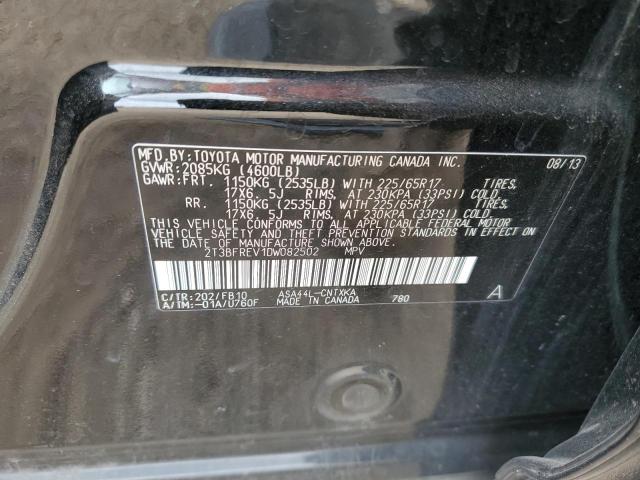 MFD.BY:TOYOTA MOTOR MANUFACTURING CANADA INC. 08/13
GVWR:2085KG (4600LB)
GAWR:FRT. 1150KG (2535LB) WITH 225/65R17 TIRES,
17X6.5J RIMS, AT 230KPA (33PSI) COLD.
RR. 1150KG (2535LB) WITH 225/65R17 TIRES,
17X6.5J RIMS, AT 230KPA (33PSI) COLD.
THIS VEHICLE CONFORMS TO ALL APPLICABLE FEDERAL MOTOR
VEHICLE SAFETY AND THEFT PREVENTION STANDARDS IN EFFECT ON
THE DATE OF MANUFACTURE SHOWN ABOVE.
2T3BFREV1DW082502 MPV
C/TR:202/FB10 ASA44L-CNTXKA A
A/TM:-01A/U760F MADE IN CANADA 780